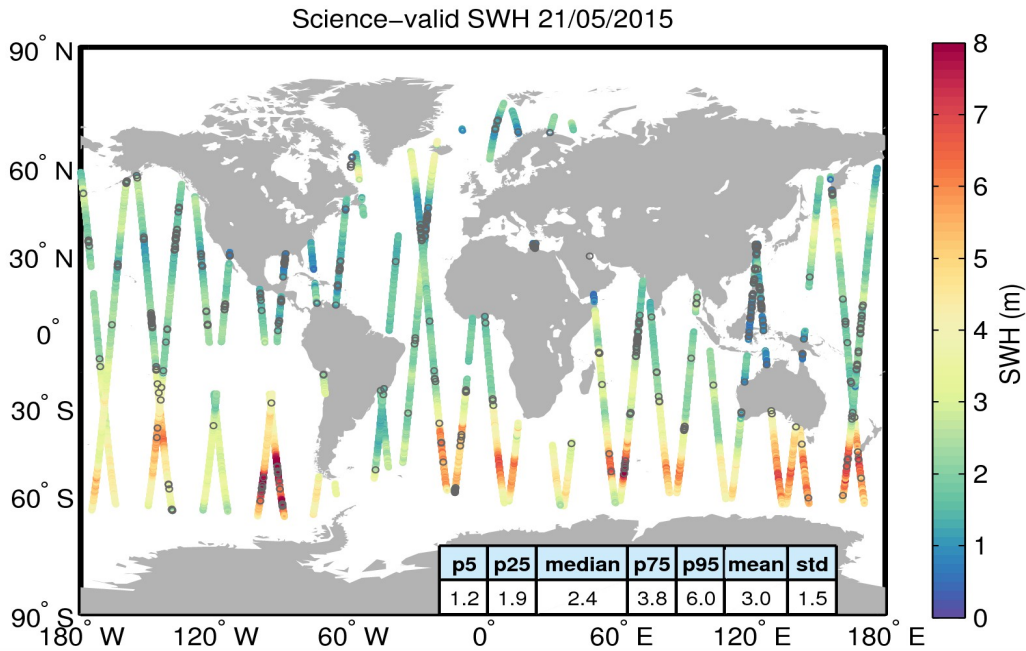 Science−valid SWH 21/05/2015
90° N
60° N
30° N
0°
30° S
60° S
90° S
180° W
120° W
60° W
0°
60° E
120° E
180° E
p5 p25 median p75 p95 mean std
1.2 1.9 2.4 3.8 6.0 3.0 1.5
8
7
6
5
4
3
2
1
0
SWH (m)